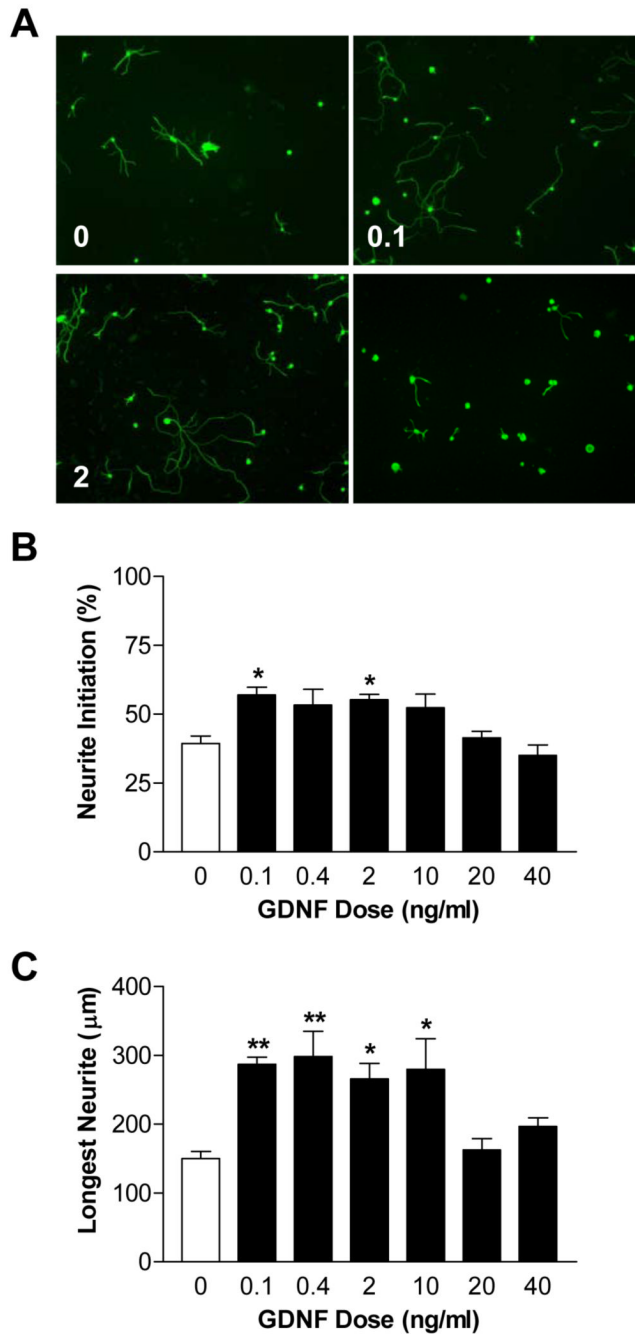 A
0
0.1
2
B
Neurite Initiation (%)
100
75
50
25
0
* *
0 0.1 0.4 2 10 20 40
GDNF Dose (ng/ml)
C
Longest Neurite (μm)
400
300
200
100
0
** ** * *
0 0.1 0.4 2 10 20 40
GDNF Dose (ng/ml)